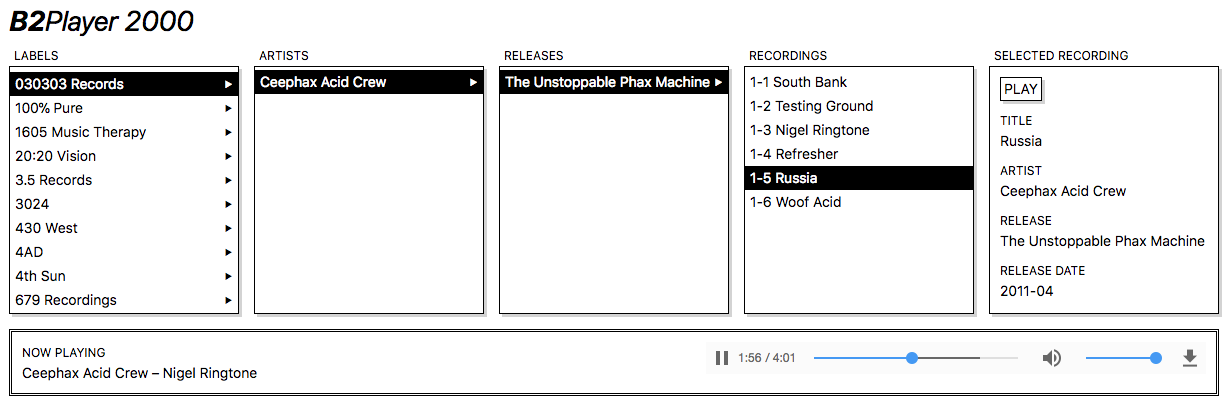 B2Player 2000
LABELS
030303 Records
100% Pure
1605 Music Therapy
20:20 Vision
3.5 Records
3024
430 West
4AD
4th Sun
679 Recordings
ARTISTS
Ceephax Acid Crew
RELEASES
The Unstoppable Phax Machine
RECORDINGS
1-1 South Bank
1-2 Testing Ground
1-3 Nigel Ringtone
1-4 Refresher
1-5 Russia
1-6 Woof Acid
SELECTED RECORDING
PLAY
TITLE
Russia
ARTIST
Ceephax Acid Crew
RELEASE
The Unstoppable Phax Machine
RELEASE DATE
2011-04
NOW PLAYING
Ceephax Acid Crew – Nigel Ringtone
1:56 / 4:01